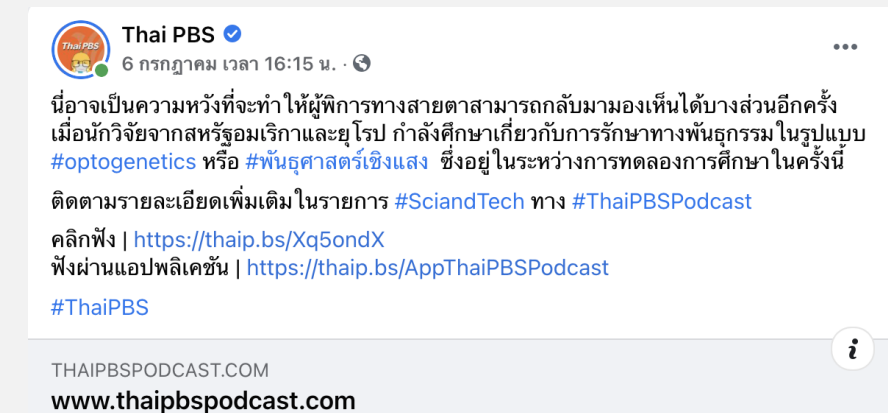 Thai PBS
Thai PBS
6 กรกฎาคม เวลา 16:15 น. ·
นี่อาจเป็นความหวังที่จะทำให้ผู้พิการทางสายตาสามารถกลับมามองเห็นได้บางส่วนอีกครั้ง
เมื่อนักวิจัยจากสหรัฐอเมริกาและยุโรป กำลังศึกษาเกี่ยวกับการรักษาทางพันธุกรรมในรูปแบบ
#optogenetics หรือ #พันธุศาสตร์เชิงแสง ซึ่งอยู่ในระหว่างการทดลองการศึกษาในครั้งนี้
ติดตามรายละเอียดเพิ่มเติมในรายการ #SciandTech ทาง #ThaiPBSPodcast
คลิกฟัง | https://thaip.bs/Xq5ondX
ฟังผ่านแอปพลิเคชัน | https://thaip.bs/AppThaiPBSPodcast
#ThaiPBS
THAIPBSPODCAST.COM
www.thaipbspodcast.com